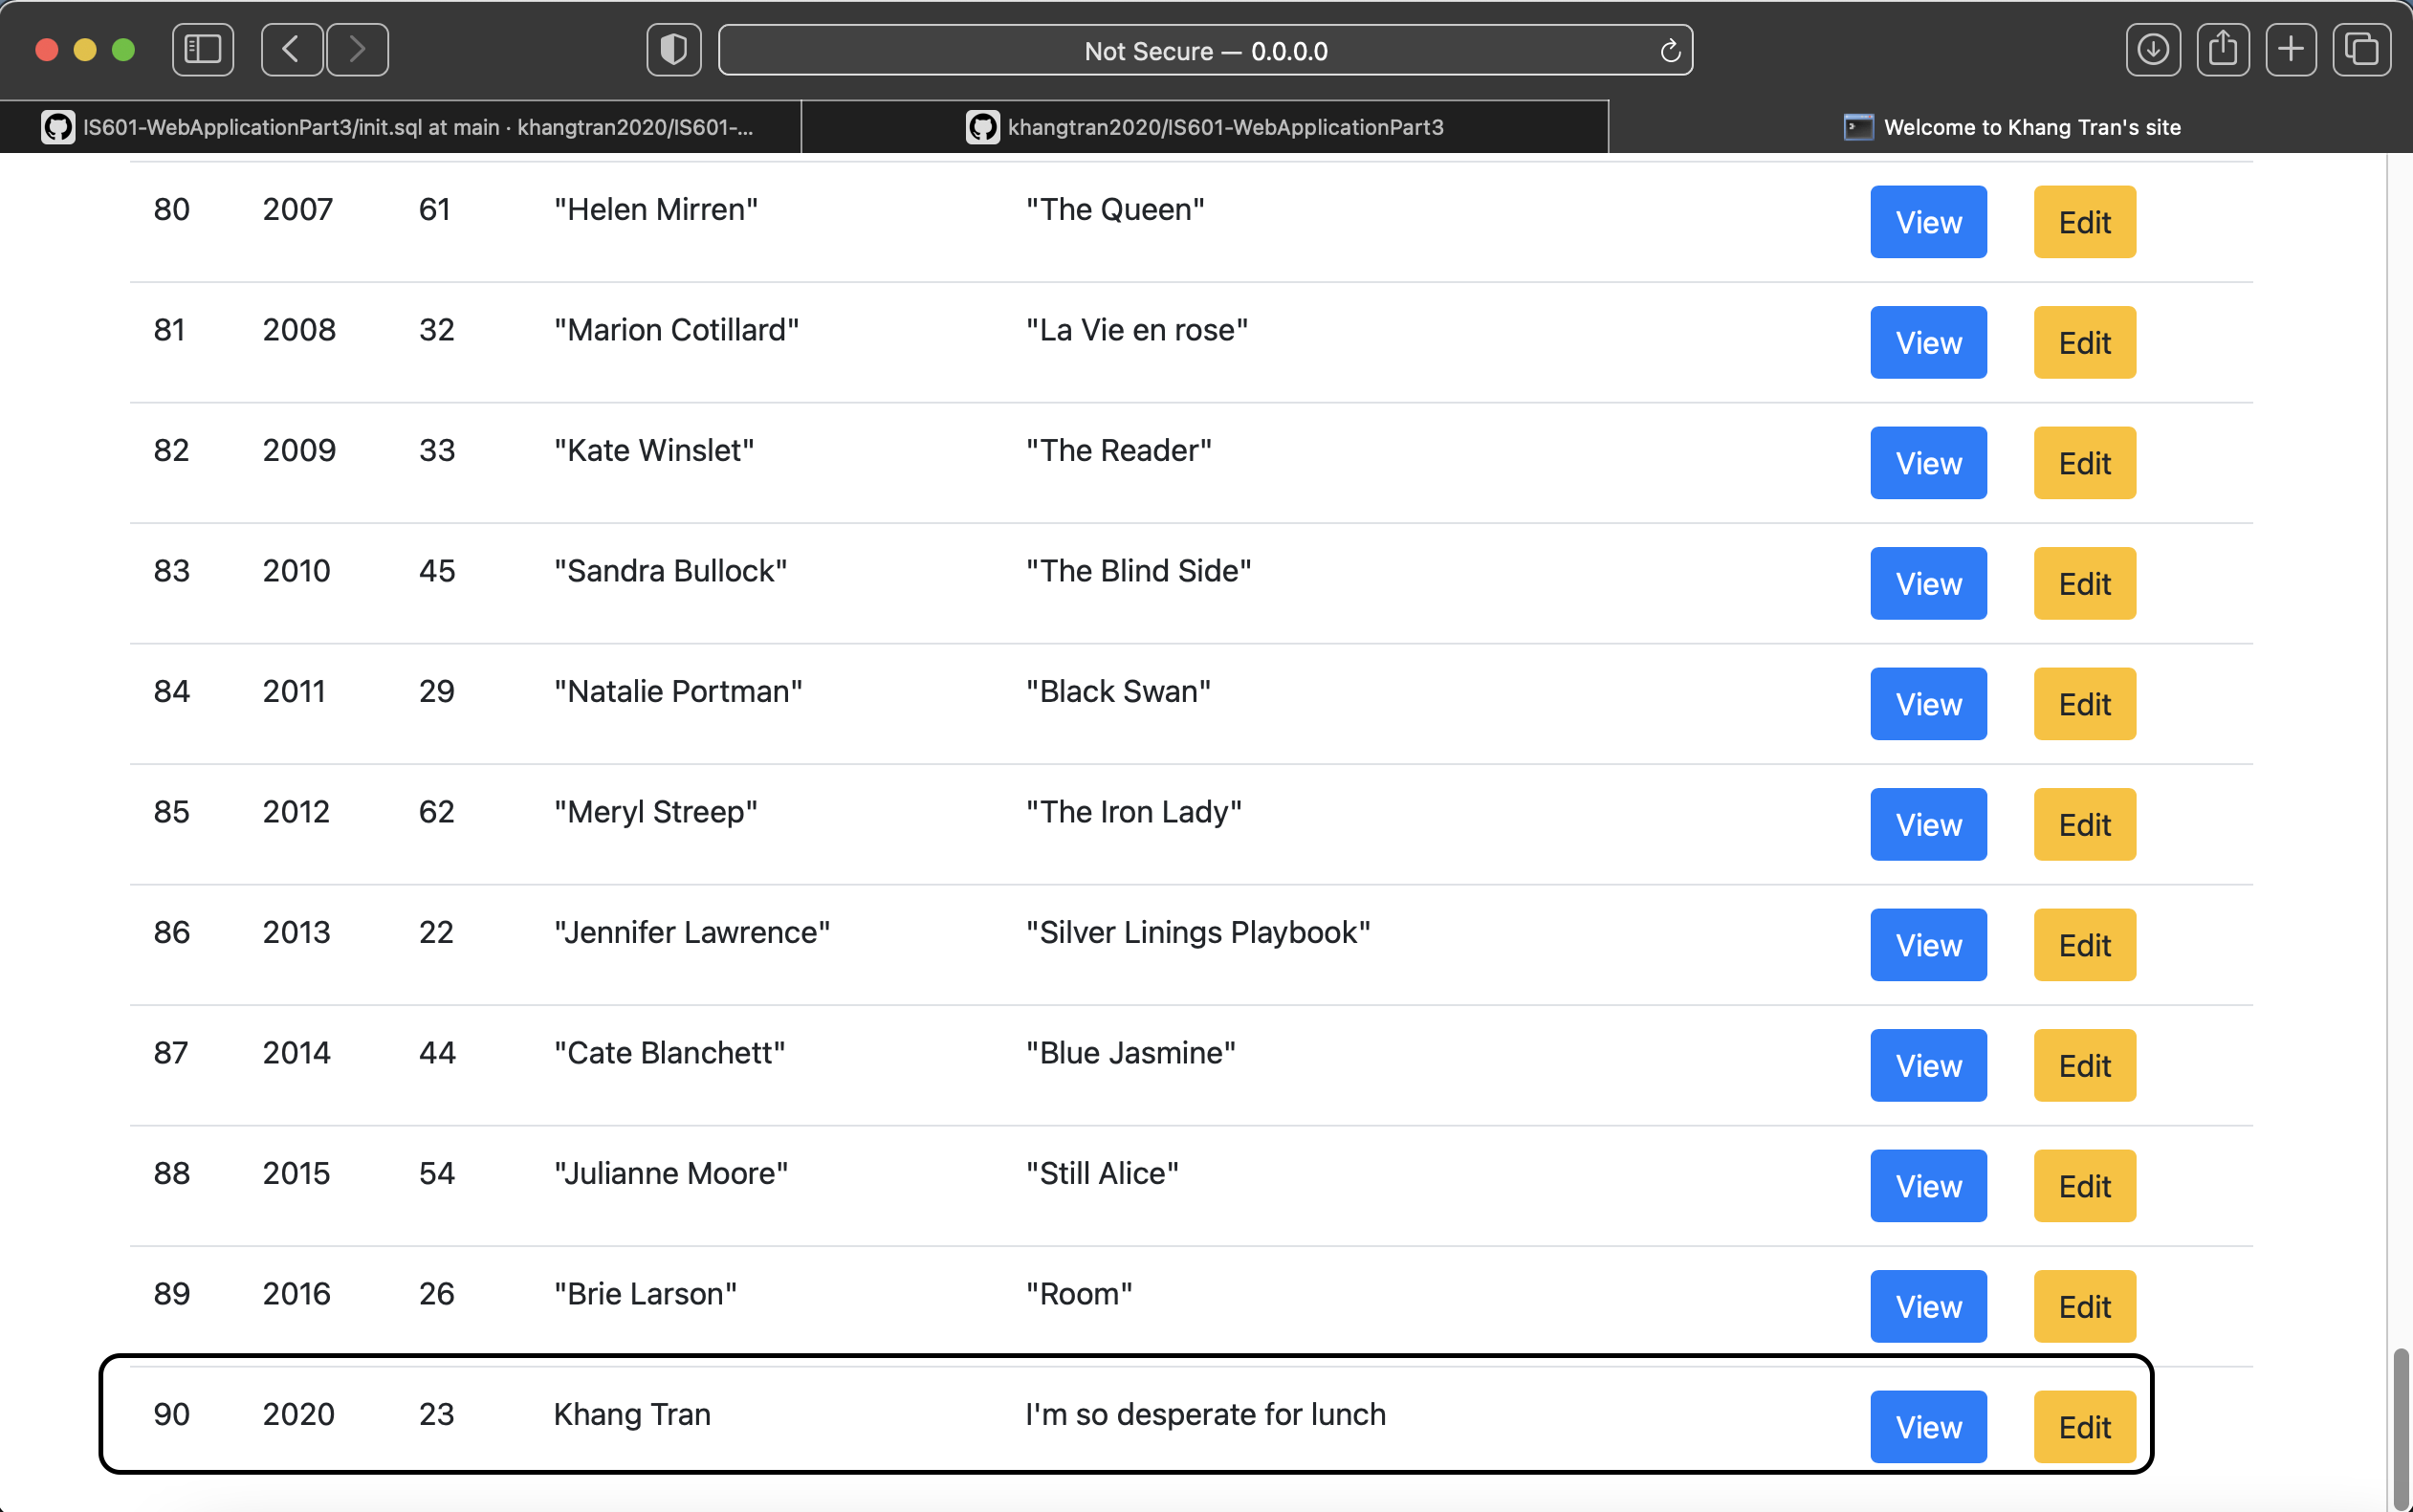 Not Secure — 0.0.0.0
IS601-WebApplicationPart3/init.sql at main · khangtran2020/IS601-... khangtran2020/IS601-WebApplicationPart3 Welcome to Khang Tran's site
80 2007 61 "Helen Mirren" "The Queen" View Edit
81 2008 32 "Marion Cotillard" "La Vie en rose" View Edit
82 2009 33 "Kate Winslet" "The Reader" View Edit
83 2010 45 "Sandra Bullock" "The Blind Side" View Edit
84 2011 29 "Natalie Portman" "Black Swan" View Edit
85 2012 62 "Meryl Streep" "The Iron Lady" View Edit
86 2013 22 "Jennifer Lawrence" "Silver Linings Playbook" View Edit
87 2014 44 "Cate Blanchett" "Blue Jasmine" View Edit
88 2015 54 "Julianne Moore" "Still Alice" View Edit
89 2016 26 "Brie Larson" "Room" View Edit
90 2020 23 Khang Tran I'm so desperate for lunch View Edit